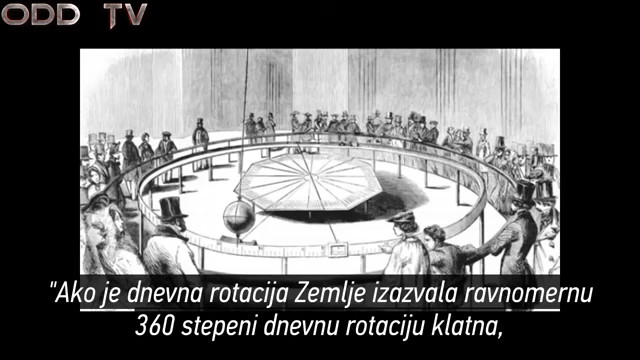 ODD TV
"Ako je dnevna rotacija Zemlje izazvala ravnomernu
360 stepeni dnevnu rotaciju klatna,